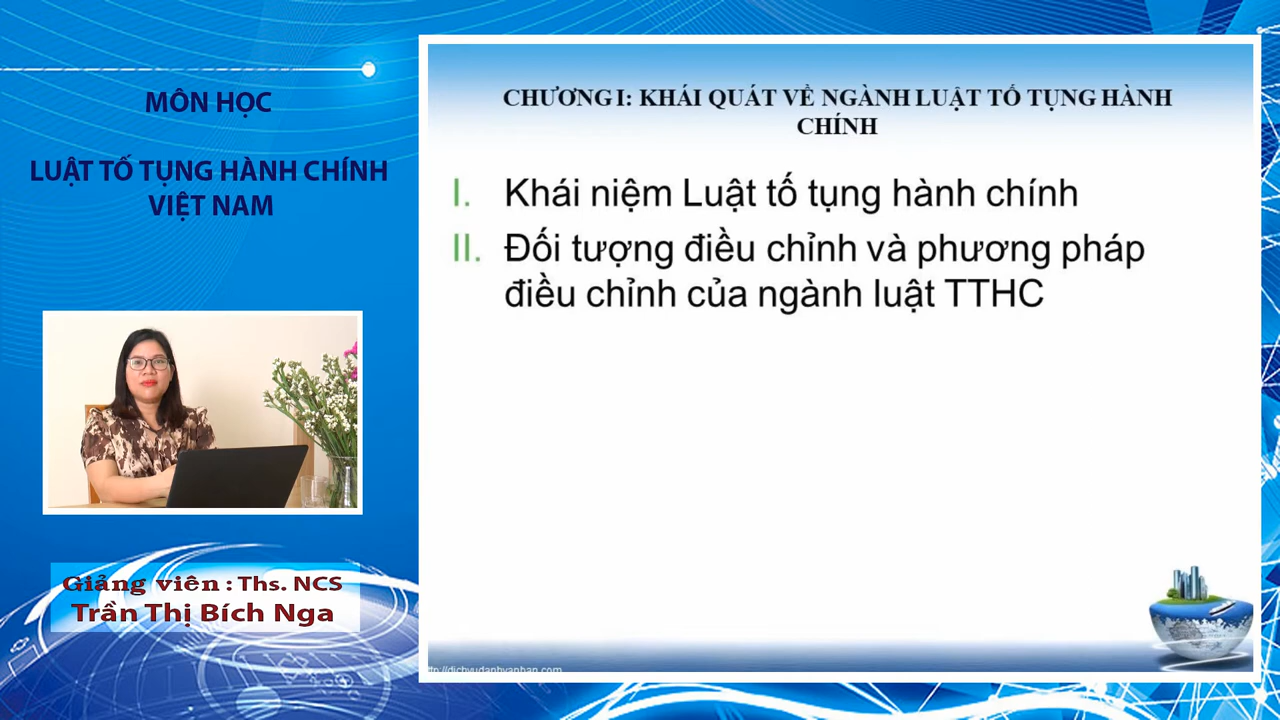 MÔN HỌC
LUẬT TỐ TỤNG HÀNH CHÍNH
VIỆT NAM
Giảng viên : Ths. NCS
Trần Thị Bích Nga
CHƯƠNG I: KHÁI QUÁT VỀ NGÀNH LUẬT TỐ TỤNG HÀNH
CHÍNH
I. Khái niệm Luật tố tụng hành chính
II. Đối tượng điều chỉnh và phương pháp
điều chỉnh của ngành luật TTHC